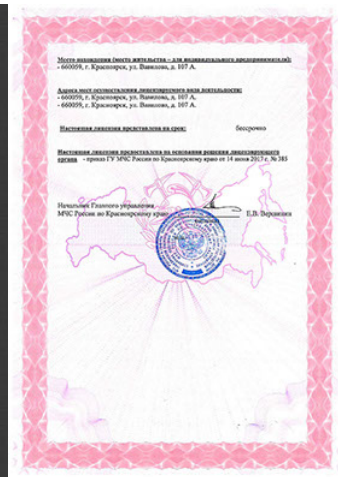 Место нахождения (место жительства – для индивидуального предпринимателя):
- 660059, г. Красноярск, ул. Вавилова, д. 107 А.
Адреса мест осуществления лицензируемого вида деятельности:
- 660059, г. Красноярск, ул. Вавилова, д. 107 А.
- 660059, г. Красноярск, ул. Вавилова, д. 107 А.
Настоящая лицензия предоставлена на срок: бессрочно
Настоящая лицензия предоставлена на основании решения лицензирующего
органа - приказ ГУ МЧС России по Красноярскому краю от 14 июня 2017 г. № 385
Начальник Главного управления
МЧС России по Красноярскому краю Е.В. Вершинин